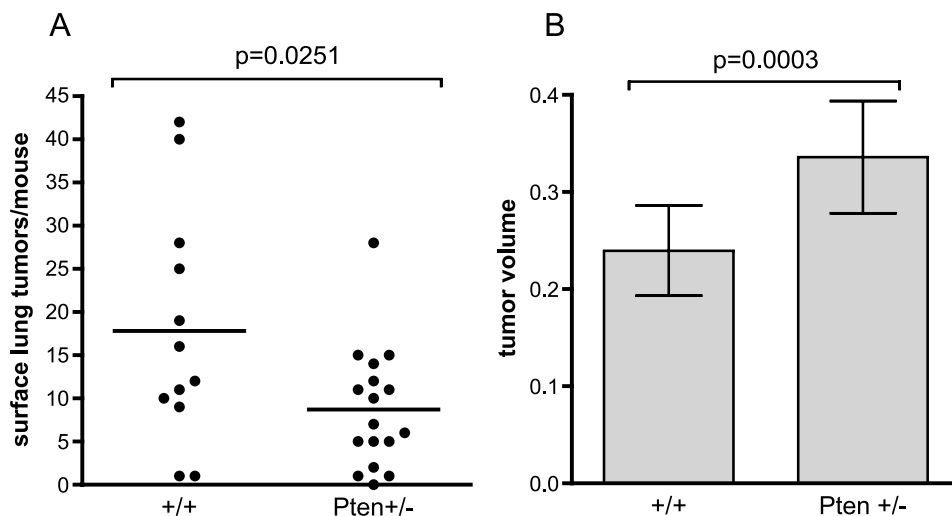 A
p=0.0251
surface lung tumors/mouse
45
40
35
30
25
20
15
10
5
0
+/+
Pten+/-
B
p=0.0003
tumor volume
0.4
0.3
0.2
0.1
0.0
+/+
Pten +/-